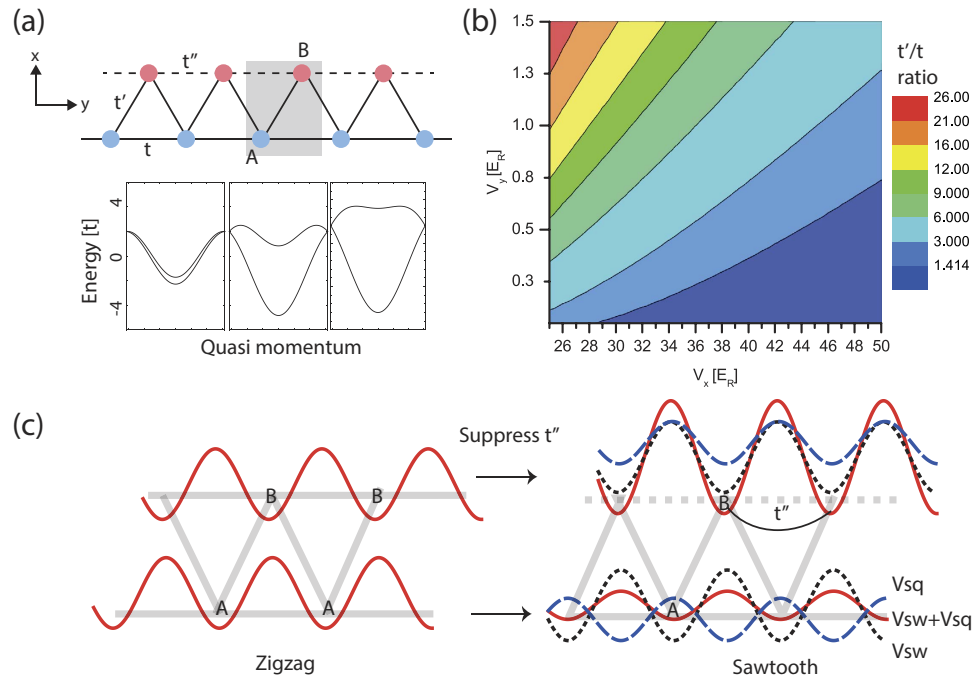 (a)
x
y
t"
B
t'
t
A
Energy [t]
4
0
-4
Quasi momentum
(b)
V_y [E_R]
1.5
1.3
1.0
0.8
0.5
0.3
26 28 30 32 34 36 38 40 42 44 46 48 50
V_x [E_R]
t'/t
ratio
26.00
21.00
16.00
12.00
9.000
6.000
3.000
1.414
(c)
Suppress t"
B B
A A
Zigzag
B
t"
A
Vsq
Vsw+Vsq
Vsw
Sawtooth